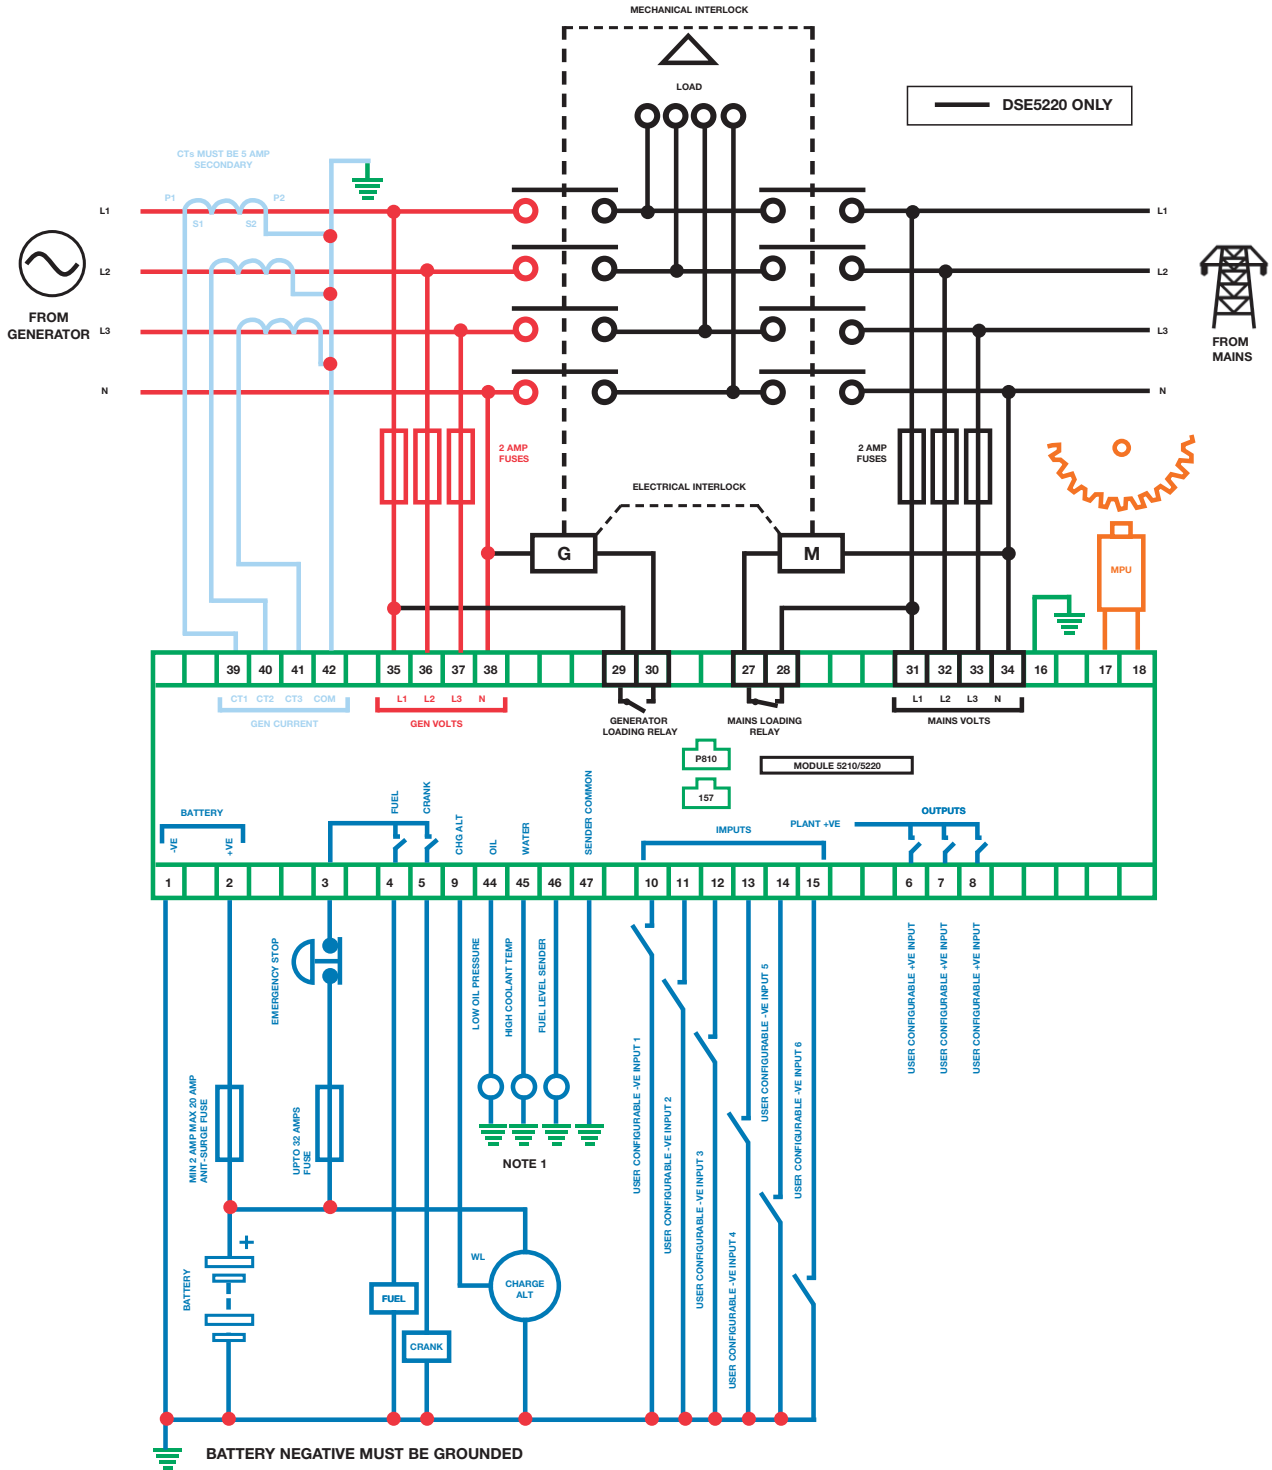 MECHANICAL INTERLOCK
LOAD
DSE5220 ONLY
CTs MUST BE 5 AMP
SECONDARY
P1
P2
S1
S2
L1
L2
L3
N
FROM
GENERATOR
L1
L2
L3
N
FROM
MAINS
2 AMP
FUSES
2 AMP
FUSES
ELECTRICAL INTERLOCK
G
M
MPU
39 40 41 42 35 36 37 38 29 30 27 28 31 32 33 34 16 17 18
CT1 CT2 CT3 COM
GEN CURRENT
L1 L2 L3 N
GEN VOLTS
GENERATOR
LOADING RELAY
MAINS LOADING
RELAY
L1 L2 L3 N
MAINS VOLTS
P810
MODULE 5210/5220
157
BATTERY
-VE
+VE
FUEL
CRANK
CHG ALT
OIL
WATER
SENDER COMMON
IMPUTS
PLANT +VE
OUTPUTS
1 2 3 4 5 9 44 45 46 47 10 11 12 13 14 15 6 7 8
EMERGENCY STOP
LOW OIL PRESSURE
HIGH COOLANT TEMP
FUEL LEVEL SENDER
USER CONFIGURABLE -VE INPUT 1
USER CONFIGURABLE -VE INPUT 2
USER CONFIGURABLE -VE INPUT 3
USER CONFIGURABLE -VE INPUT 4
USER CONFIGURABLE -VE INPUT 5
USER CONFIGURABLE -VE INPUT 6
USER CONFIGURABLE +VE INPUT
USER CONFIGURABLE +VE INPUT
USER CONFIGURABLE +VE INPUT
MIN 2 AMP MAX 20 AMP
ANIT-SURGE FUSE
UPTO 32 AMPS
FUSE
NOTE 1
+
BATTERY
WL
CHARGE
ALT
FUEL
CRANK
BATTERY NEGATIVE MUST BE GROUNDED